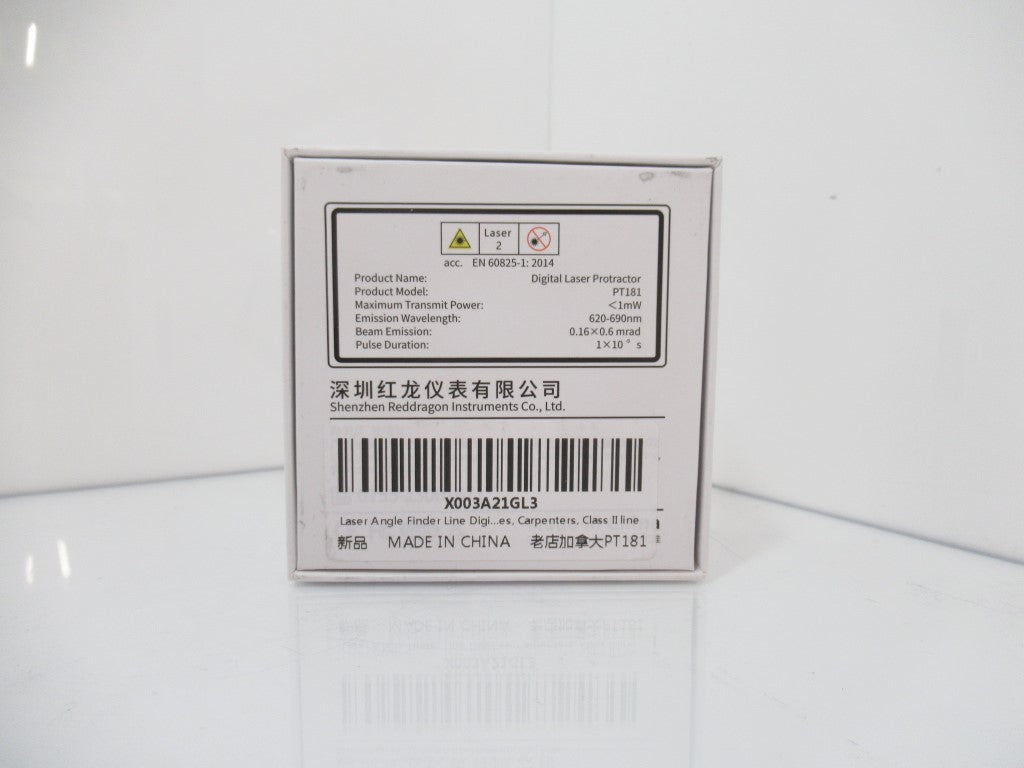 Laser
2
acc. EN 60825-1: 2014
Product Name: Digital Laser Protractor
Product Model: PT181
Maximum Transmit Power: <1mW
Emission Wavelength: 620-690nm
Beam Emission: 0.16×0.6 mrad
Pulse Duration: 1×10 ° s
深圳红龙仪表有限公司
Shenzhen Reddragon Instruments Co., Ltd.
X003A21GL3
Laser Angle Finder Line Digi...es, Carpenters, Class II line
新品 MADE IN CHINA 老店加拿大PT181